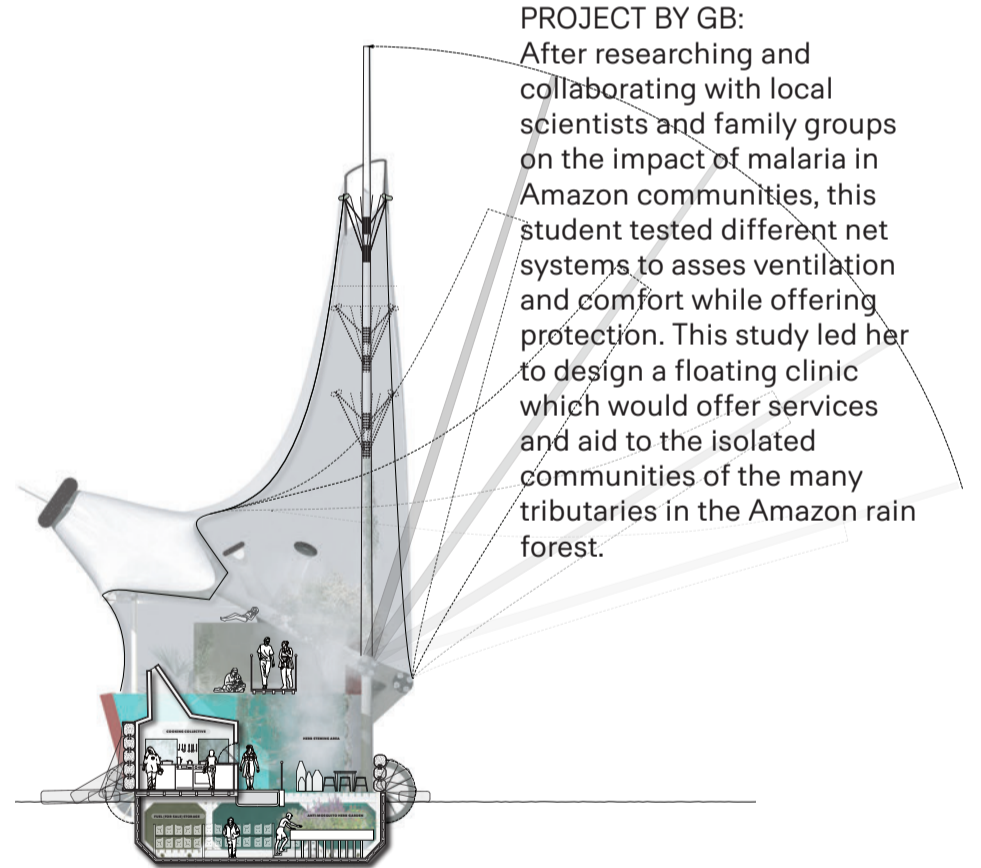 PROJECT BY GB:
After researching and
collaborating with local
scientists and family groups
on the impact of malaria in
Amazon communities, this
student tested different net
systems to asses ventilation
and comfort while offering
protection. This study led her
to design a floating clinic
which would offer services
and aid to the isolated
communities of the many
tributaries in the Amazon rain
forest.
COOKING COLLECTIVE